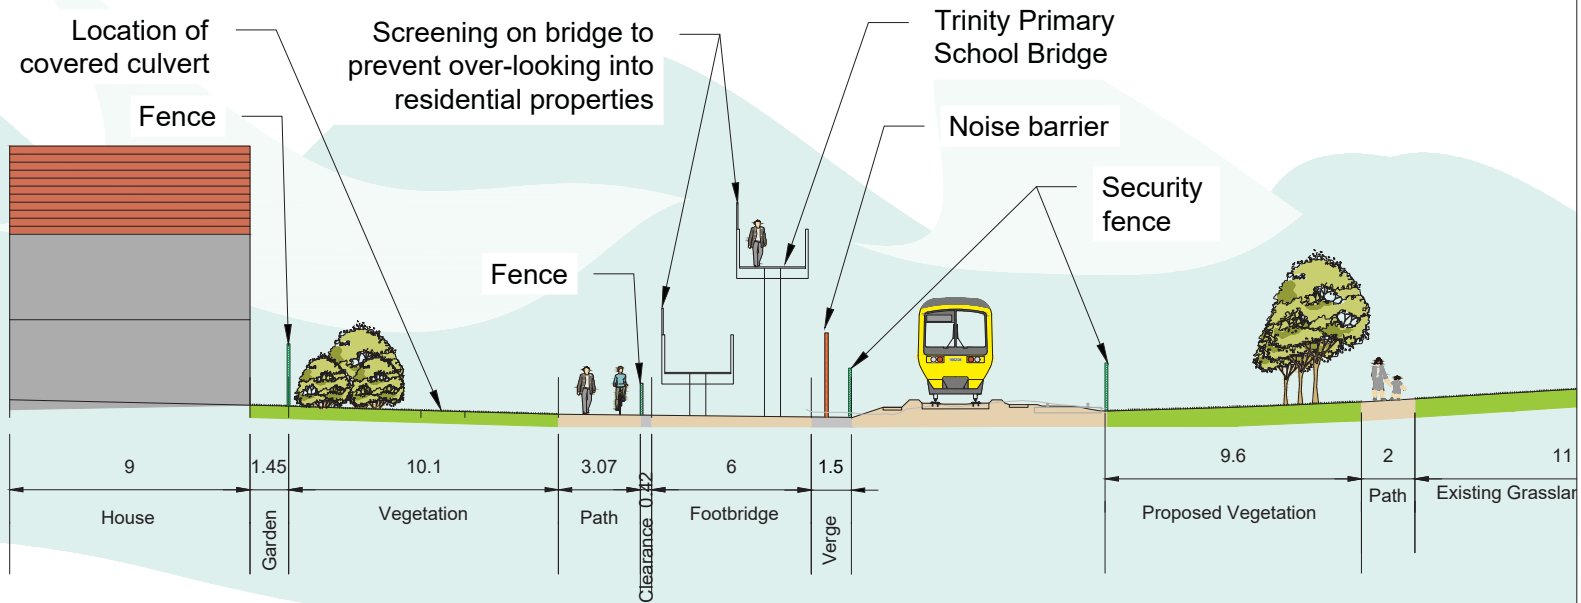 Location of
covered culvert
Fence
Screening on bridge to
prevent over-looking into
residential properties
Trinity Primary
School Bridge
Noise barrier
Security
fence
Fence
9
1.45
10.1
3.07
Clearance 0.42
6
1.5
9.6
2
11
House
Garden
Vegetation
Path
Footbridge
Verge
Proposed Vegetation
Path
Existing Grasslan